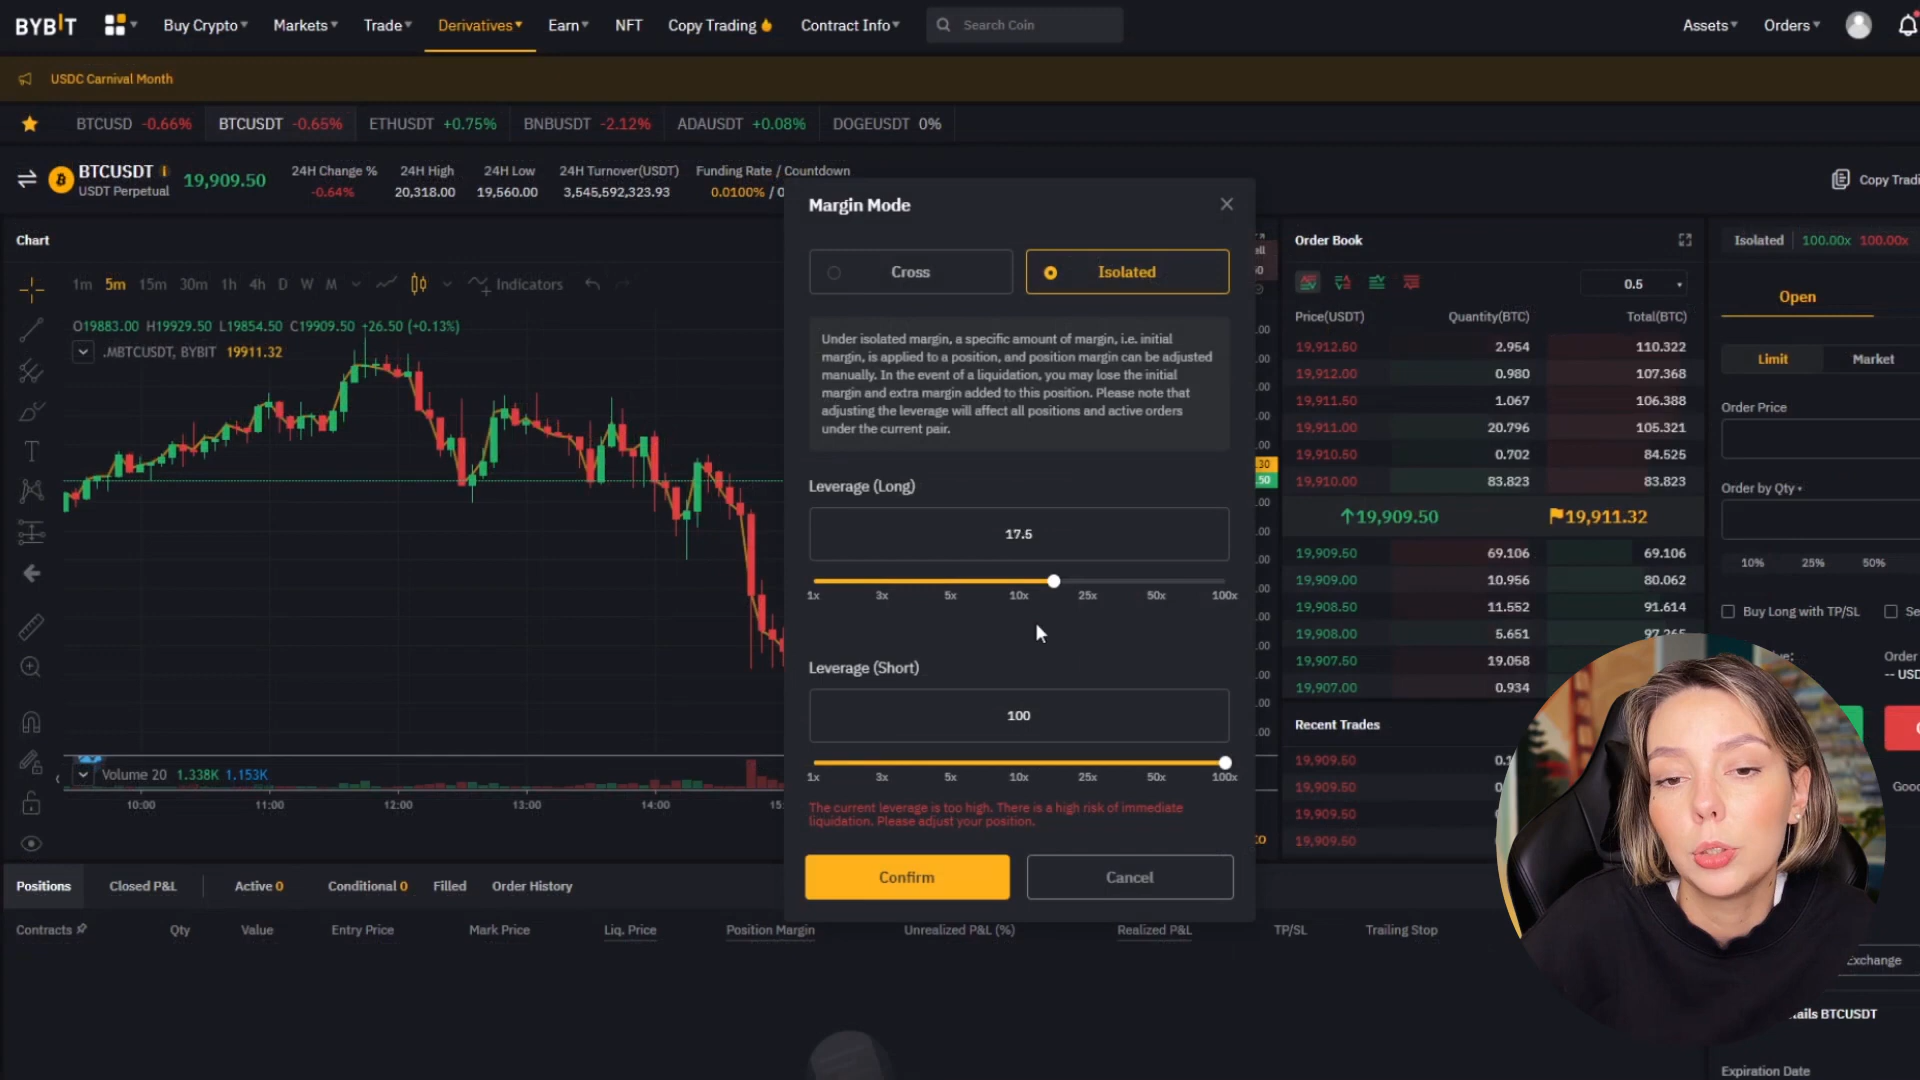 BYBIT
Buy Crypto
Markets
Trade
Derivatives
Earn
NFT
Copy Trading
Contract Info
Search Coin
Assets
Orders
USDC Carnival Month
BTCUSD -0.66%
BTCUSDT -0.65%
ETHUSDT +0.75%
BNBUSDT -2.12%
ADAUSDT +0.08%
DOGEUSDT 0%
BTCUSDT
USDT Perpetual
19,909.50
24H Change %
-0.64%
24H High
20,318.00
24H Low
19,560.00
24H Turnover(USDT)
3,545,592,323.93
Funding Rate / Countdown
0.0100% / 0
Chart
1m 5m 15m 30m 1h 4h D W M
Indicators
O19883.00 H19929.50 L19854.50 C19909.50 +26.50 (+0.13%)
.MBTCUSDT, BYBIT 19911.32
Volume 20 1.338K 1.153K
10:00 11:00 12:00 13:00 14:00 15:
Margin Mode
Cross
Isolated
Under isolated margin, a specific amount of margin, i.e. initial
margin, is applied to a position, and position margin can be adjusted
manually. In the event of a liquidation, you may lose the initial
margin and extra margin added to this position. Please note that
adjusting the leverage will affect all positions and active orders
under the current pair.
Leverage (Long)
17.5
1x 3x 5x 10x 25x 50x 100x
Leverage (Short)
100
1x 3x 5x 10x 25x 50x 100x
The current leverage is too high. There is a high risk of immediate
liquidation. Please adjust your position.
Confirm
Cancel
Order Book
0.5
Price(USDT) Quantity(BTC) Total(BTC)
19,912.50 2.954 110.322
19,912.00 0.980 107.368
19,911.50 1.067 106.388
19,911.00 20.796 105.321
19,910.50 0.702 84.525
19,910.00 83.823 83.823
19,909.50 19,911.32
19,909.50 69.106 69.106
19,909.00 10.956 80.062
19,908.50 11.552 91.614
19,908.00 5.651 97.265
19,907.50 19.058
19,907.00 0.934
Recent Trades
19,909.50
19,909.50
19,909.50
19,909.50
Copy Tradi
Isolated 100.00x 100.00x
Open
Limit
Market
Order Price
Order by Qty
10% 25% 50%
Buy Long with TP/SL
Se
Order
-- USD
Exchange
BTCUSDT
Expiration Date
Positions
Closed P&L
Active 0
Conditional 0
Filled
Order History
Contracts
Qty
Value
Entry Price
Mark Price
Liq. Price
Position Margin
Unrealized P&L (%)
Realized P&L
TP/SL
Trailing Stop